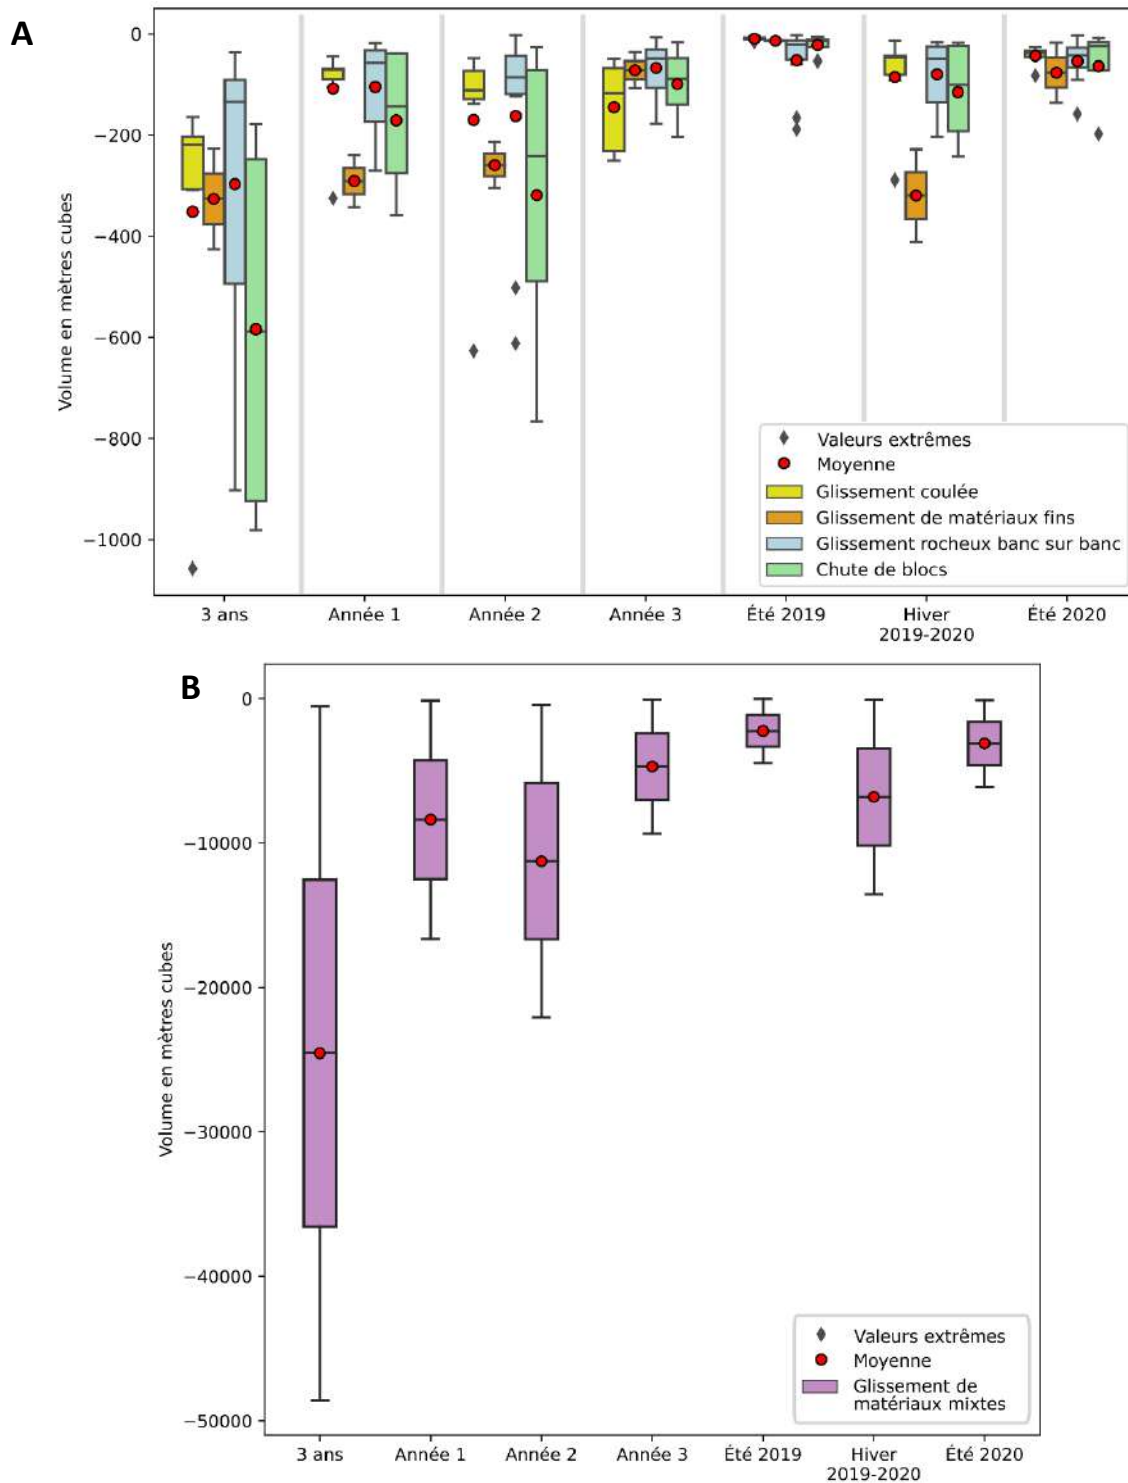 A
Volume en mètres cubes
−0
−200
−400
−600
−800
−1000
Valeurs extrêmes
Moyenne
Glissement coulée
Glissement de matériaux fins
Glissement rocheux banc sur banc
Chute de blocs
3 ans
Année 1
Année 2
Année 3
Été 2019
Hiver
2019-2020
Été 2020
B
Volume en mètres cubes
0
−10000
−20000
−30000
−40000
−50000
Valeurs extrêmes
Moyenne
Glissement de
matériaux mixtes
3 ans
Année 1
Année 2
Année 3
Été 2019
Hiver
2019-2020
Été 2020